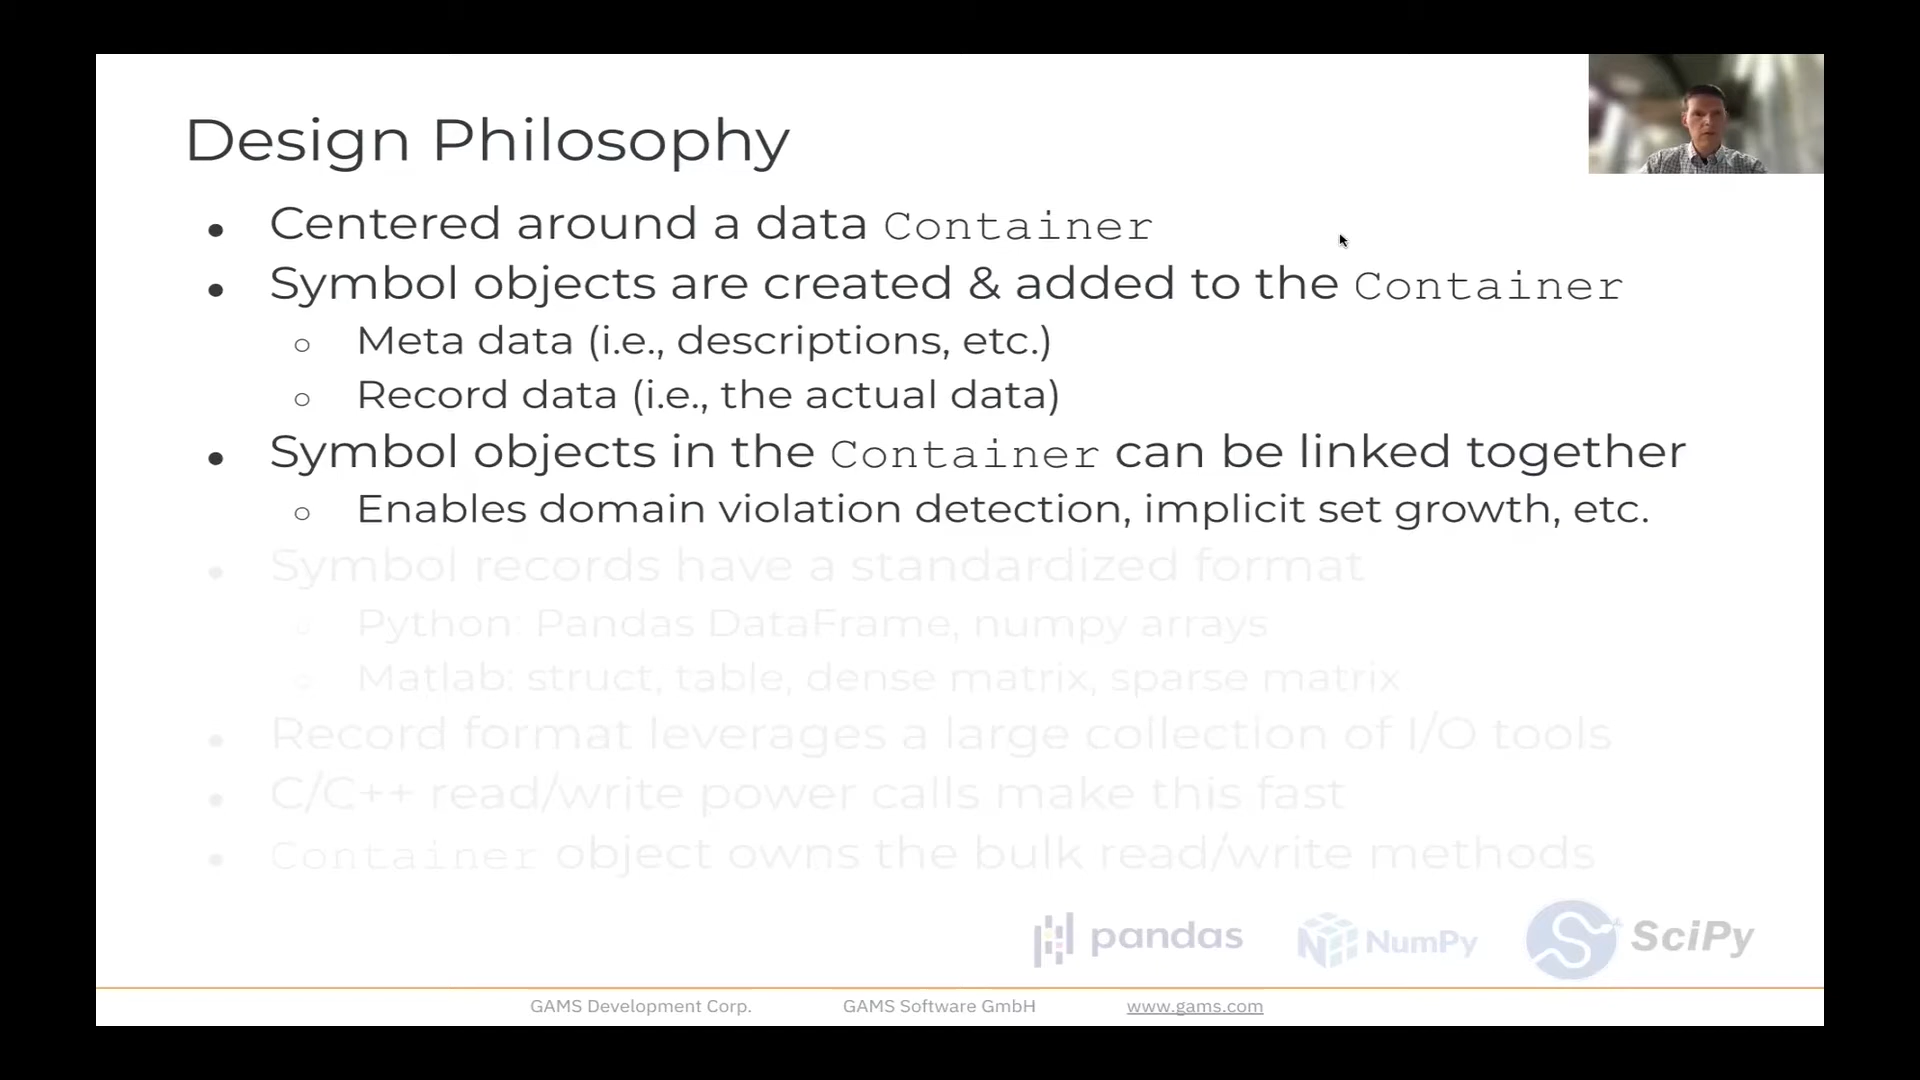 Design Philosophy
● Centered around a data Container
● Symbol objects are created & added to the Container
○ Meta data (i.e., descriptions, etc.)
○ Record data (i.e., the actual data)
● Symbol objects in the Container can be linked together
○ Enables domain violation detection, implicit set growth, etc.
● Symbol records have a standardized format
○ Python: Pandas DataFrame, numpy arrays
○ Matlab: struct, table, dense matrix, sparse matrix
● Record format leverages a large collection of I/O tools
● C/C++ read/write power calls make this fast
● Container object owns the bulk read/write methods
pandas NumPy SciPy
GAMS Development Corp. GAMS Software GmbH www.gams.com